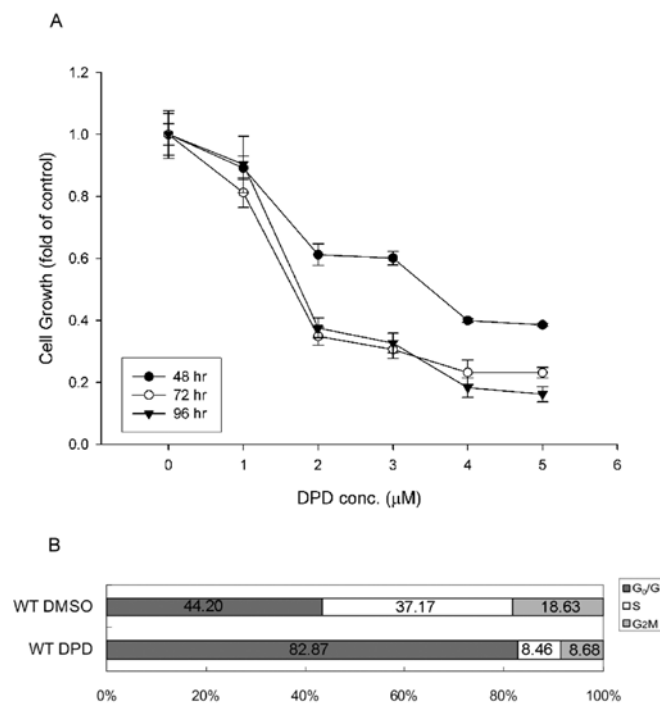 A
1.2
1.0
0.8
0.6
0.4
0.2
0.0
Cell Growth (fold of control)
48 hr
72 hr
96 hr
0 1 2 3 4 5 6
DPD conc. (μM)
B
WT DMSO 44.20 37.17 18.63
WT DPD 82.87 8.46 8.68
G₀/G
S
G2M
0% 20% 40% 60% 80% 100%